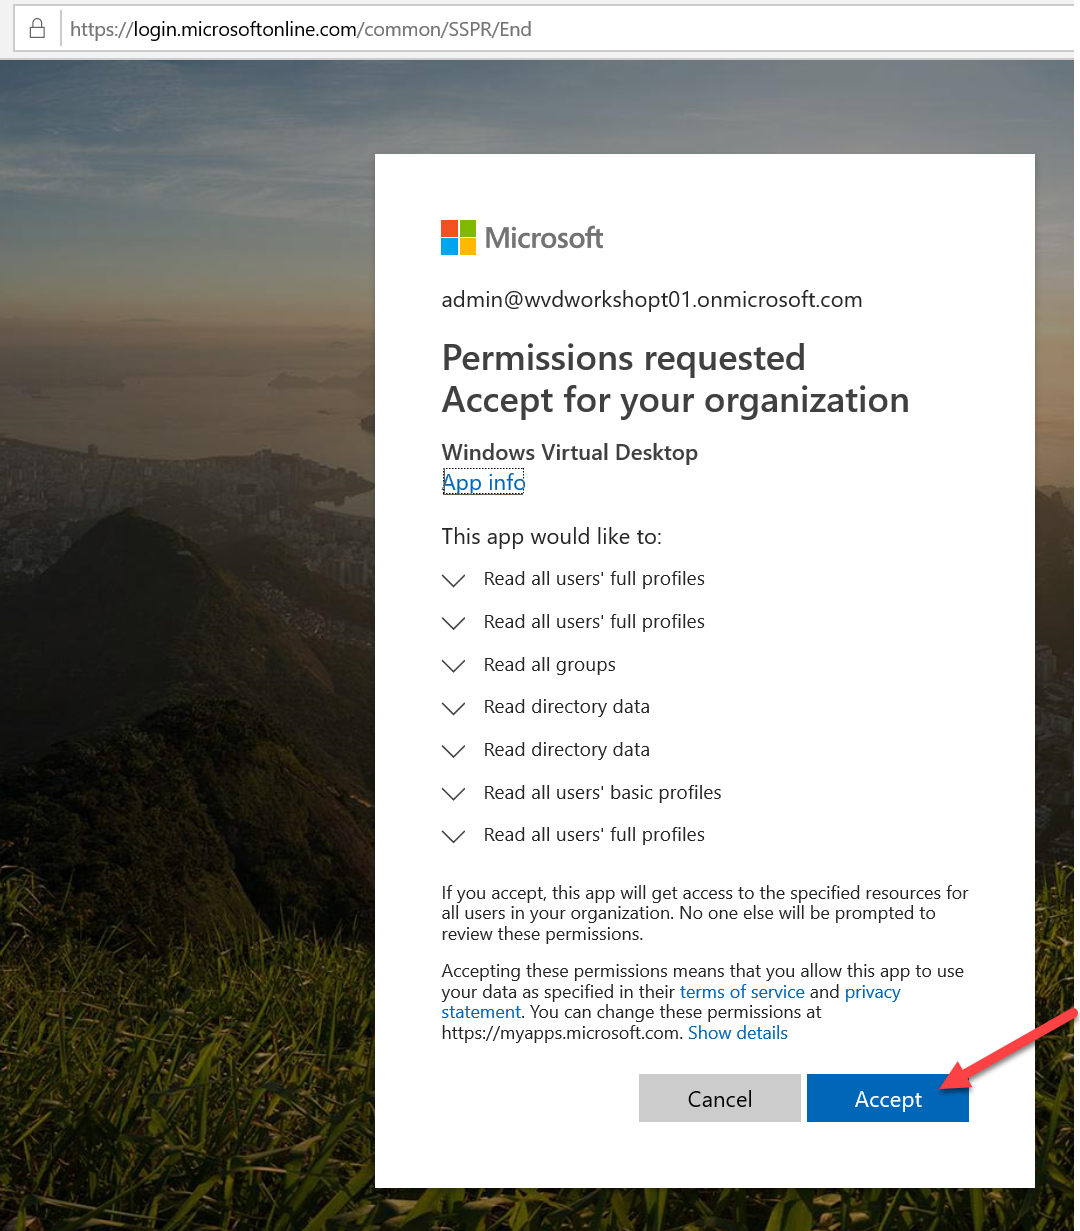 https://login.microsoftonline.com/common/SSPR/End
Microsoft
admin@wvdworkshopt01.onmicrosoft.com
Permissions requested
Accept for your organization
Windows Virtual Desktop
App info
This app would like to:
Read all users' full profiles
Read all users' full profiles
Read all groups
Read directory data
Read directory data
Read all users' basic profiles
Read all users' full profiles
If you accept, this app will get access to the specified resources for
all users in your organization. No one else will be prompted to
review these permissions.
Accepting these permissions means that you allow this app to use
your data as specified in their terms of service and privacy
statement. You can change these permissions at
https://myapps.microsoft.com. Show details
Cancel
Accept